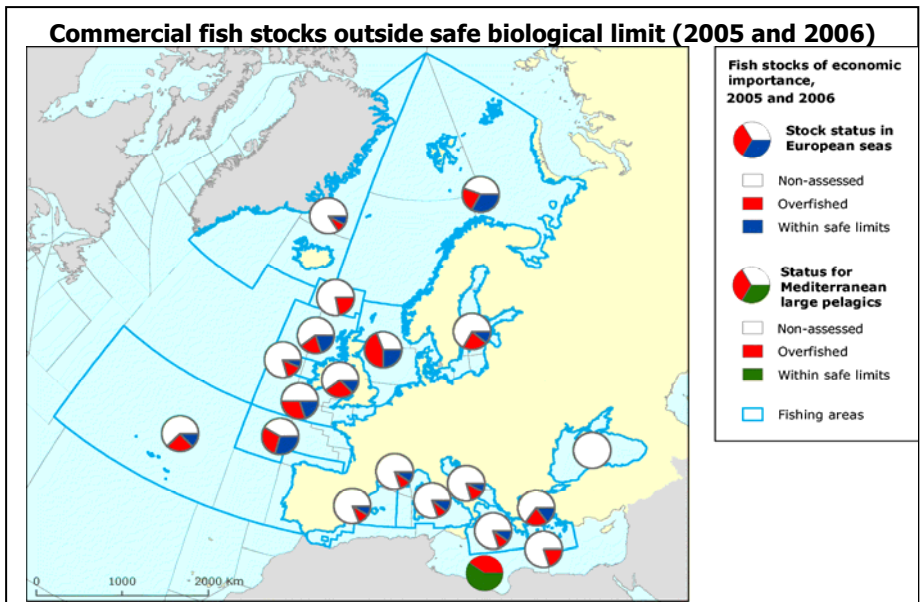 Commercial fish stocks outside safe biological limit (2005 and 2006)
Fish stocks of economic
importance,
2005 and 2006
Stock status in
European seas
Non-assessed
Overfished
Within safe limits
Status for
Mediterranean
large pelagics
Non-assessed
Overfished
Within safe limits
Fishing areas
0 1000 2000 Km